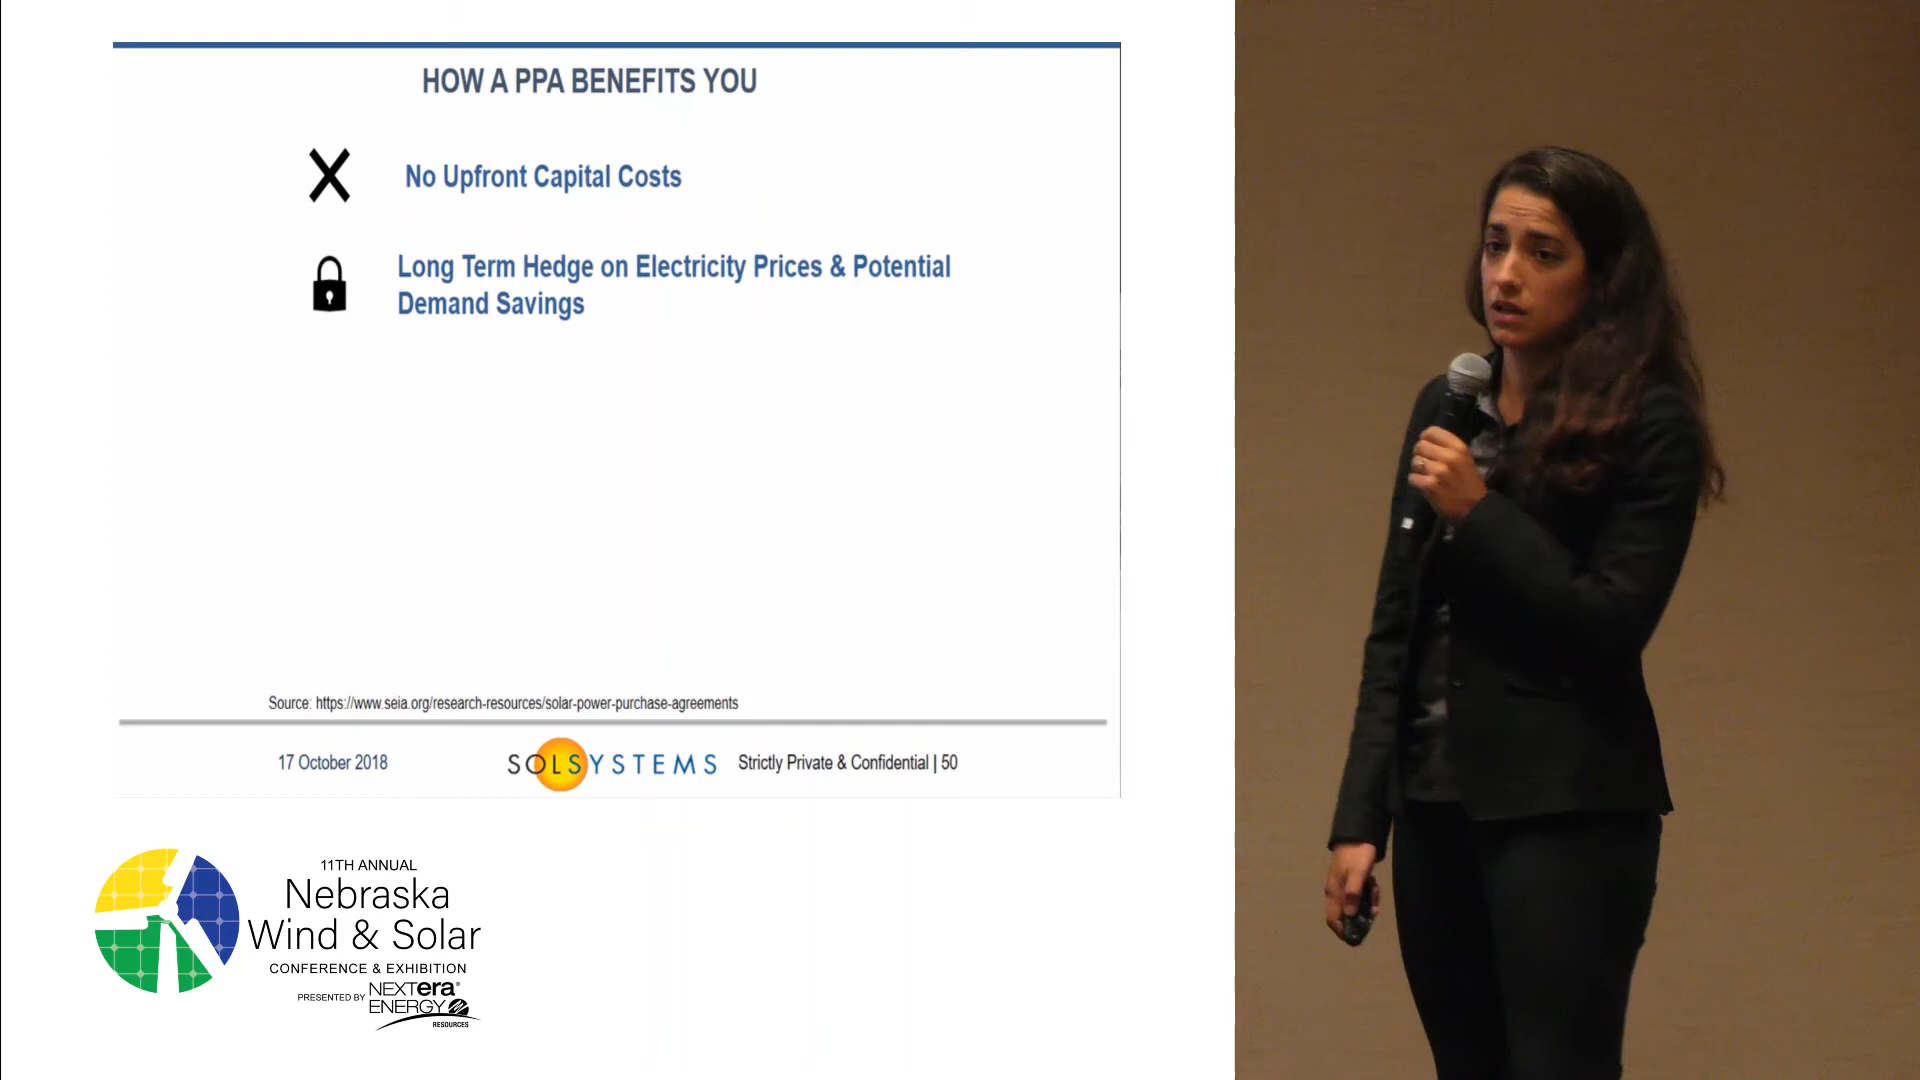 HOW A PPA BENEFITS YOU
No Upfront Capital Costs
Long Term Hedge on Electricity Prices & Potential
Demand Savings
Source: https://www.seia.org/research-resources/solar-power-purchase-agreements
17 October 2018
SOLSYSTEMS
Strictly Private & Confidential | 50
11TH ANNUAL
Nebraska
Wind & Solar
CONFERENCE & EXHIBITION
PRESENTED BY
NEXTera®
ENERGY
RESOURCES